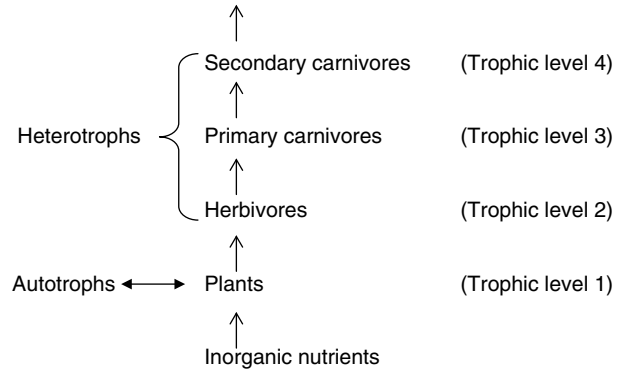 Secondary carnivores (Trophic level 4)
Heterotrophs Primary carnivores (Trophic level 3)
Herbivores (Trophic level 2)
Autotrophs Plants (Trophic level 1)
Inorganic nutrients